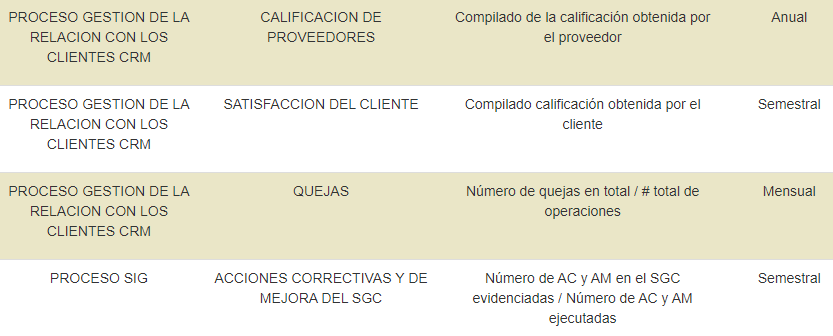 PROCESO GESTION DE LA RELACION CON LOS CLIENTES CRM
CALIFICACION DE PROVEEDORES
Compilado de la calificación obtenida por el proveedor
Anual
PROCESO GESTION DE LA RELACION CON LOS CLIENTES CRM
SATISFACCION DEL CLIENTE
Compilado calificación obtenida por el cliente
Semestral
PROCESO GESTION DE LA RELACION CON LOS CLIENTES CRM
QUEJAS
Número de quejas en total / # total de operaciones
Mensual
PROCESO SIG
ACCIONES CORRECTIVAS Y DE MEJORA DEL SGC
Número de AC y AM en el SGC evidenciadas / Número de AC y AM ejecutadas
Semestral